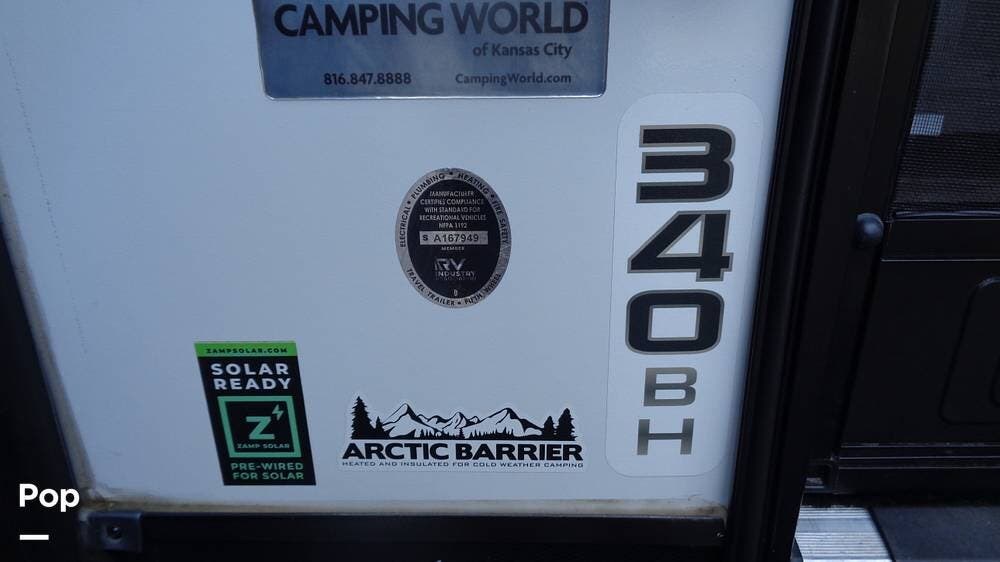 CAMPING WORLD
of Kansas City
816.847.8888 CampingWorld.com
340
BH
ELECTRICAL • PLUMBING • HEATING • FIRE SAFETY
MANUFACTURER
CERTIFIES COMPLIANCE
WITH STANDARD FOR
RECREATIONAL VEHICLES
NFPA 1192
S A167949
MEMBER
RV
INDUSTRY
ASSOCIATION
TRAVEL TRAILER • FIFTH WHEEL
ZAMPSOLAR.COM
SOLAR
READY
Z
ZAMP SOLAR
PRE-WIRED
FOR SOLAR
ARCTIC BARRIER
HEATED AND INSULATED FOR COLD WEATHER CAMPING
Pop